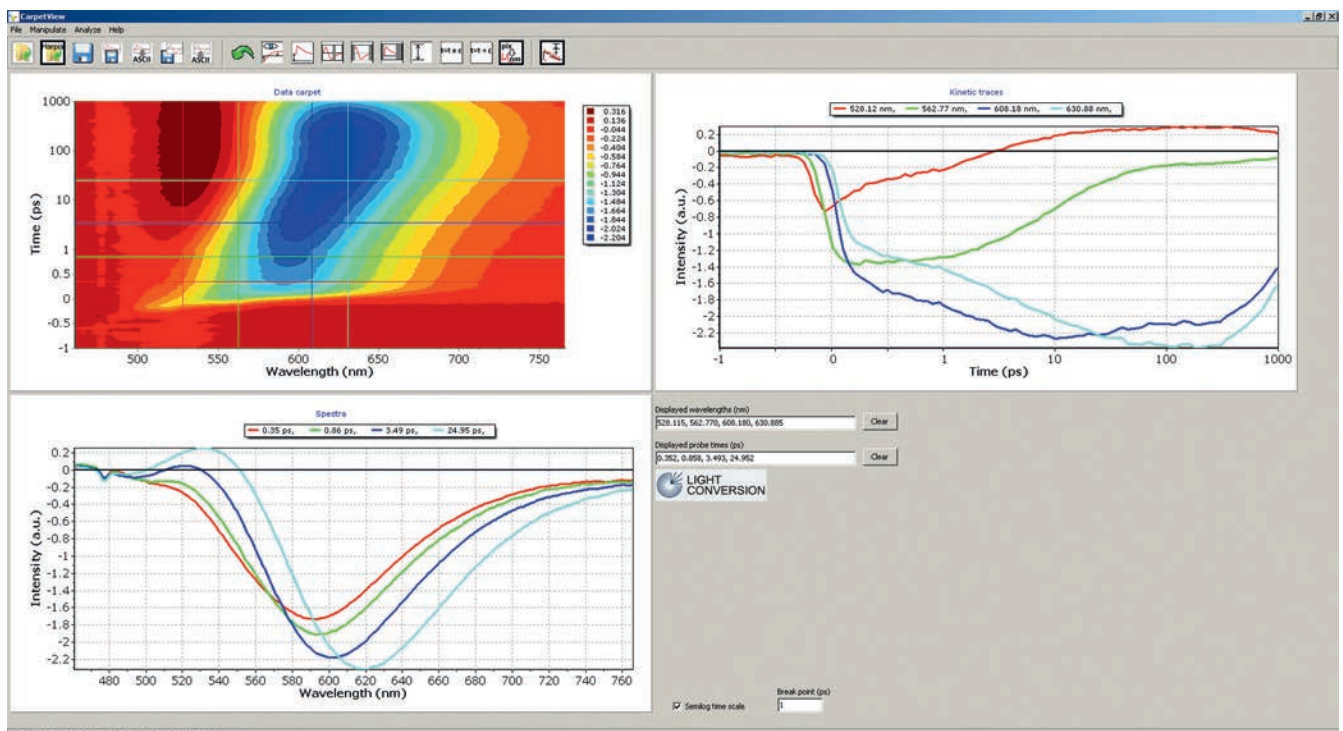 CarpetView
File Manipulate Analyze Help
Harpia
ASCII
ASCII
t=t x c
t=t + c
pix
nm
Data carpet
1000
100
10
1
0.5
0
-0.5
-1
Time (ps)
500 550 600 650 700 750
Wavelength (nm)
0.316
0.136
-0.044
-0.224
-0.404
-0.584
-0.764
-0.944
-1.124
-1.304
-1.484
-1.664
-1.844
-2.024
-2.204
Kinetic traces
528.12 nm, 562.77 nm, 608.18 nm, 630.88 nm,
0.2
0
-0.2
-0.4
-0.6
-0.8
-1
-1.2
-1.4
-1.6
-1.8
-2
-2.2
Intensity (a.u.)
-1 0 1 10 100 1000
Time (ps)
Spectra
0.35 ps, 0.86 ps, 3.49 ps, 24.95 ps,
0.2
0
-0.2
-0.4
-0.6
-0.8
-1
-1.2
-1.4
-1.6
-1.8
-2
-2.2
Intensity (a.u.)
480 500 520 540 560 580 600 620 640 660 680 700 720 740 760
Wavelength (nm)
Displayed wavelengths (nm)
528.115, 562.770, 608.180, 630.885
Clear
Displayed probe times (ps)
0.352, 0.858, 3.493, 24.952
Clear
LIGHT
CONVERSION
Semilog time scale
Break point (ps)
1